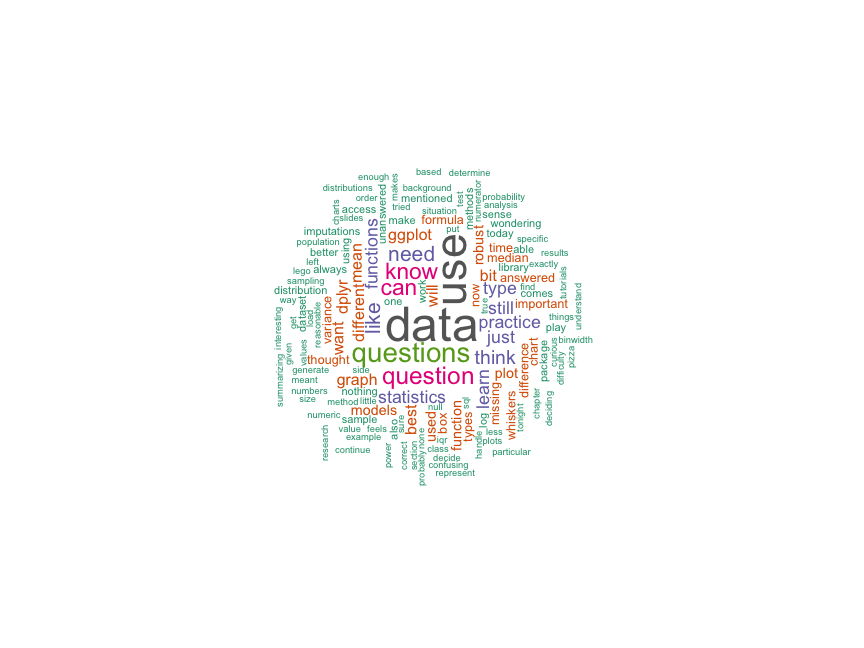 based
determine
enough
makes
distributions
background
order
unanswered
mentioned
test
methods
numerator
probability
analysis
charts
slides
access
tried
situation
sense
imputations
make
formula
put
wondering
population
using
functions
ggplot
robust
today
specific
better
mean
need
use
time
able
results
left
lego
always
know
median
exactly
sampling
library
tutorials
distribution
can
will
work
now
bit
answered
find
way
dataset
dplyr
different
one
type
comes
get
load
reasonable
variance
want
like
data
true
still
important
understand
things
practice
play
interesting
values
questions
just
binwidth
summarizing
given
thought
side
think
difference
chart
package
curious
difficulty
pizza
generate
meant
graph
question
plot
numbers
nothing
learn
missing
size
method
little
statistics
sql
whiskers
tonight
chapter
deciding
numeric
sample
models
best
null
used
box
function
types
log
less
value
feels
also
sure
example
iqr
plots
research
continue
power
correct
section
none
probably
class
handle
particular
decide
confusing
represent